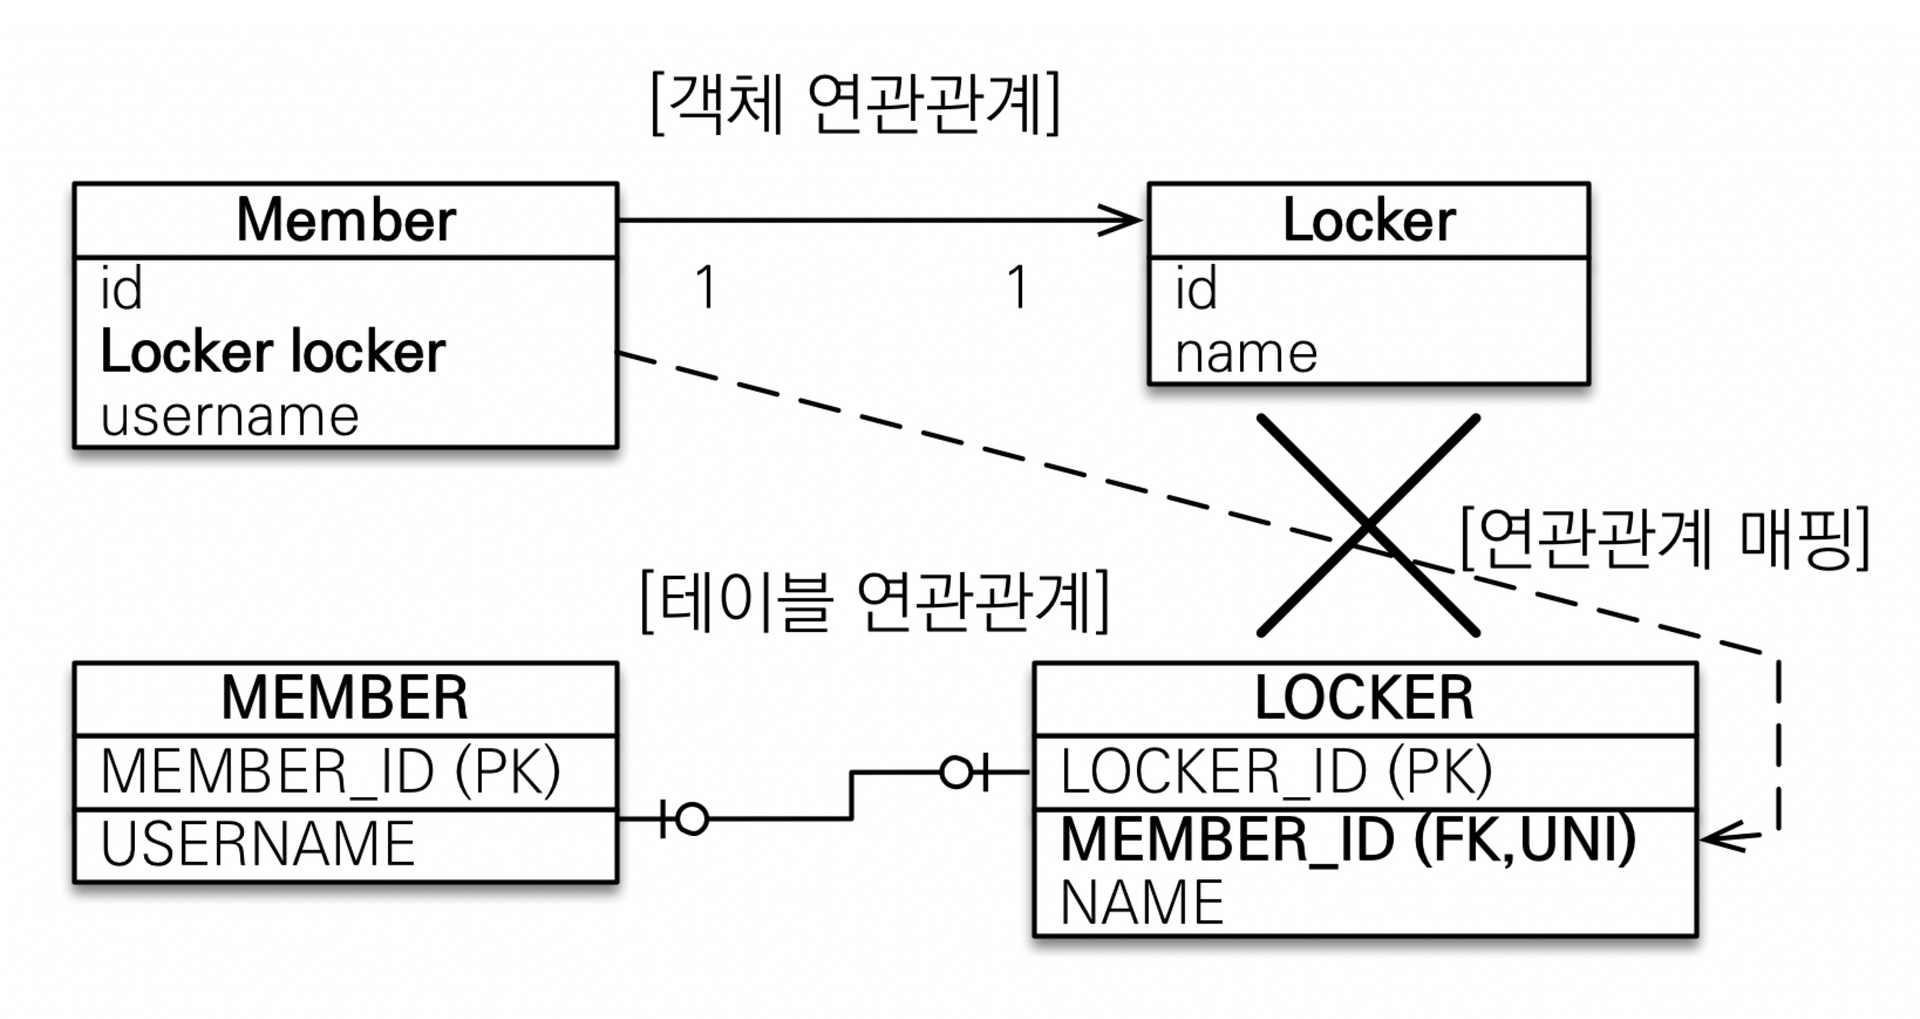 [객체 연관관계]
Member
id
Locker locker
username
1
1
Locker
id
name
[연관관계 매핑]
[테이블 연관관계]
MEMBER
MEMBER_ID (PK)
USERNAME
LOCKER
LOCKER_ID (PK)
MEMBER_ID (FK,UNI)
NAME